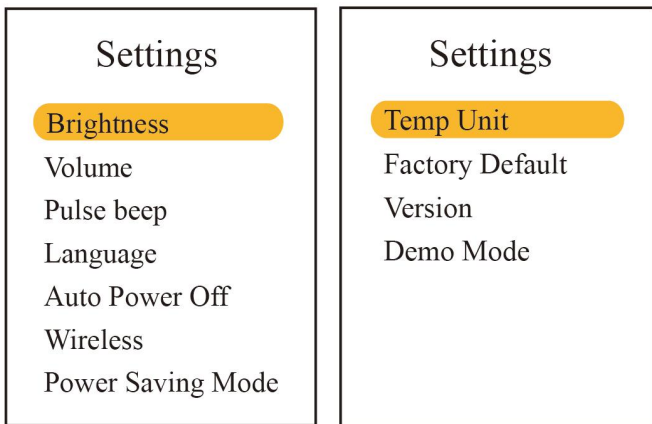 Settings
Brightness
Volume
Pulse beep
Language
Auto Power Off
Wireless
Power Saving Mode
Settings
Temp Unit
Factory Default
Version
Demo Mode